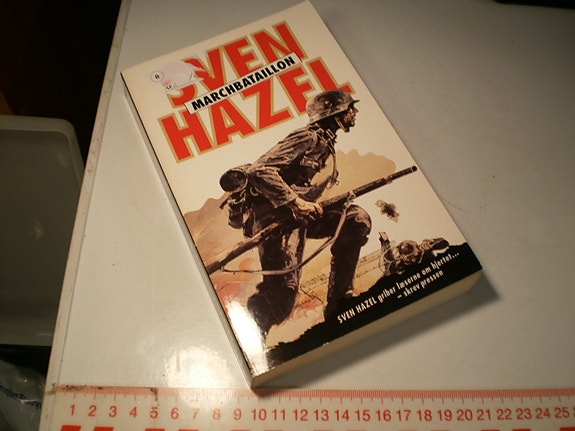 SVEN
MARCHBATAILLON
HAZEL
SVEN HAZEL griber læserne om hjertet...
– skrev pressen
1 2 3 4 5 6 7 8 9 10 11 12 13 14 15 16 17 18 19 20 21 22 23 24 25